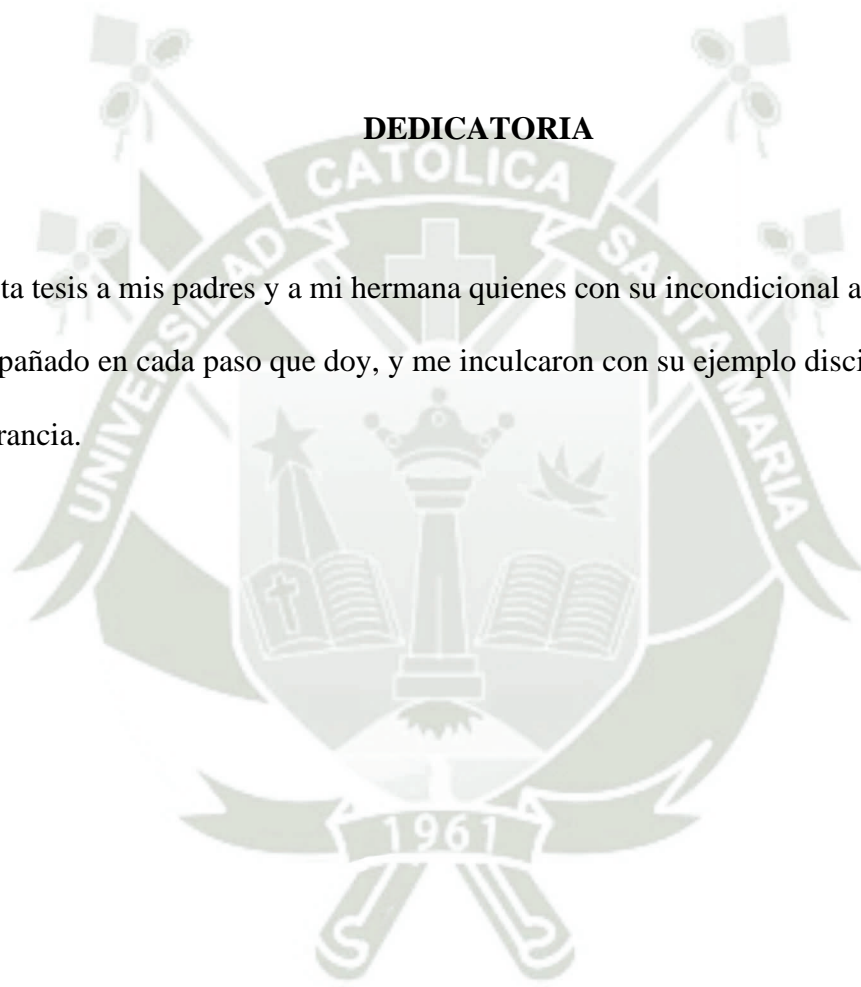 DEDICATORIA
CATOLICA
UNIVERSIDAD
SANTA MARIA
ta tesis a mis padres y a mi hermana quienes con su incondicional a
pañado en cada paso que doy, y me inculcaron con su ejemplo disci
rancia.
1961